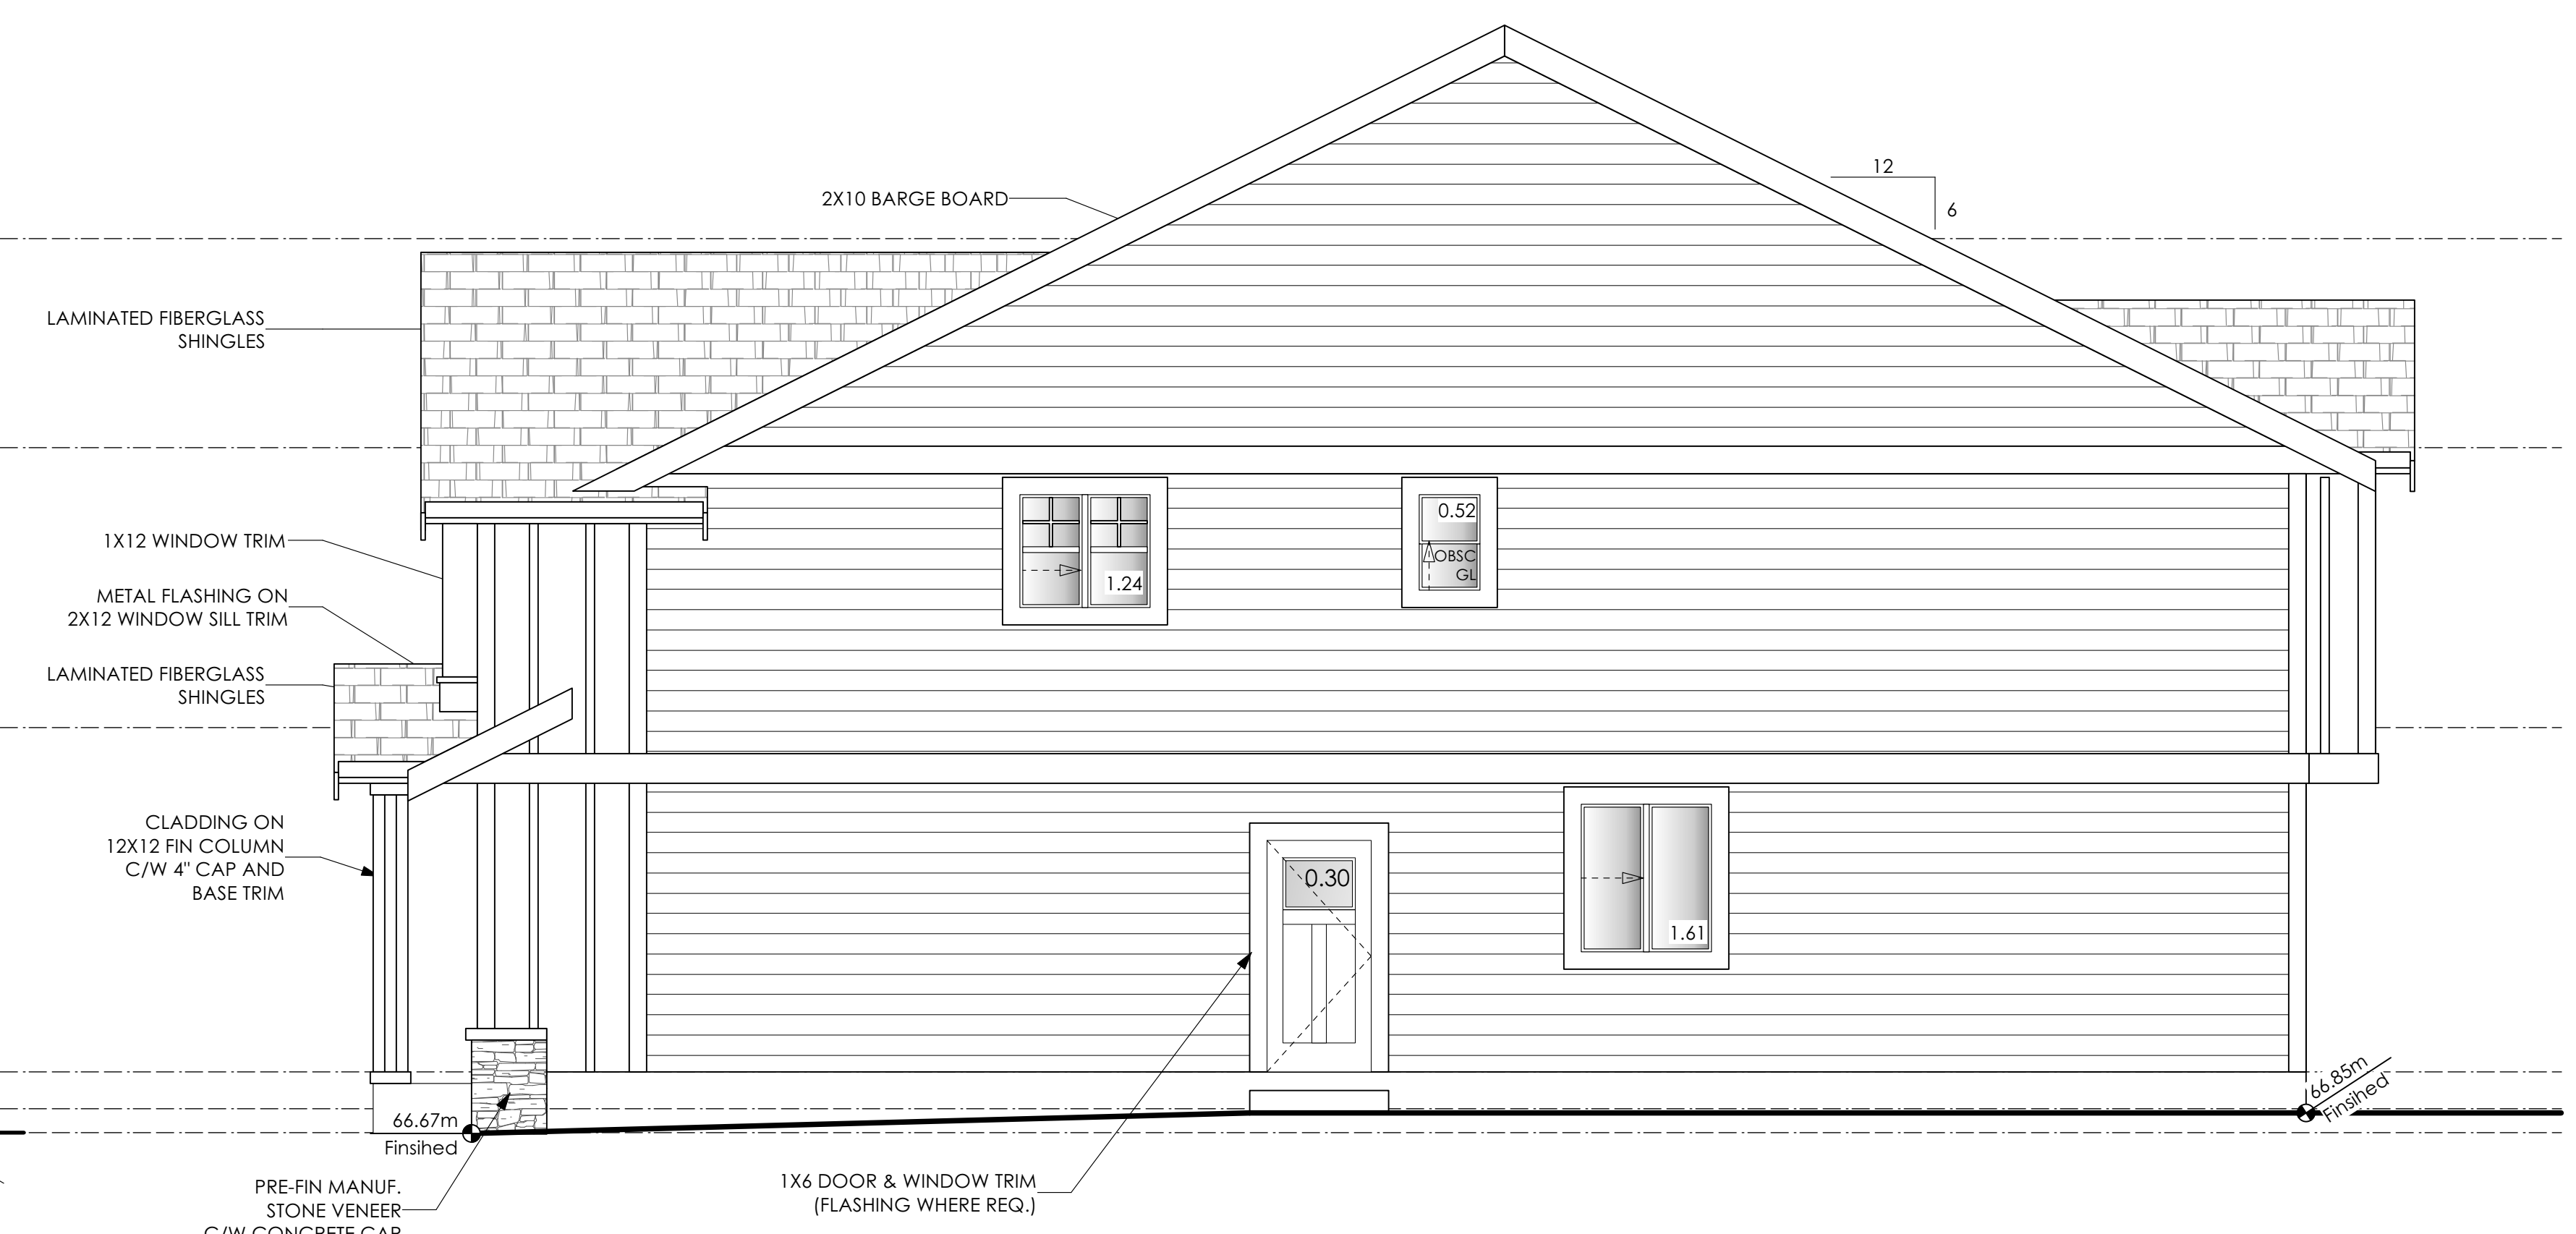 12
6
2X10 BARGE BOARD
LAMINATED FIBERGLASS
SHINGLES
0.52
OBSC
GL
1X12 WINDOW TRIM
1.24
METAL FLASHING ON
2X12 WINDOW SILL TRIM
LAMINATED FIBERGLASS
SHINGLES
CLADDING ON
12X12 FIN COLUMN
C/W 4" CAP AND
BASE TRIM
0.30
1.61
66.85m
Finsihed
66.67m
Finsihed
1X6 DOOR & WINDOW TRIM
(FLASHING WHERE REQ.)
PRE-FIN MANUF.
STONE VENEER
C/W CONCRETE CAP